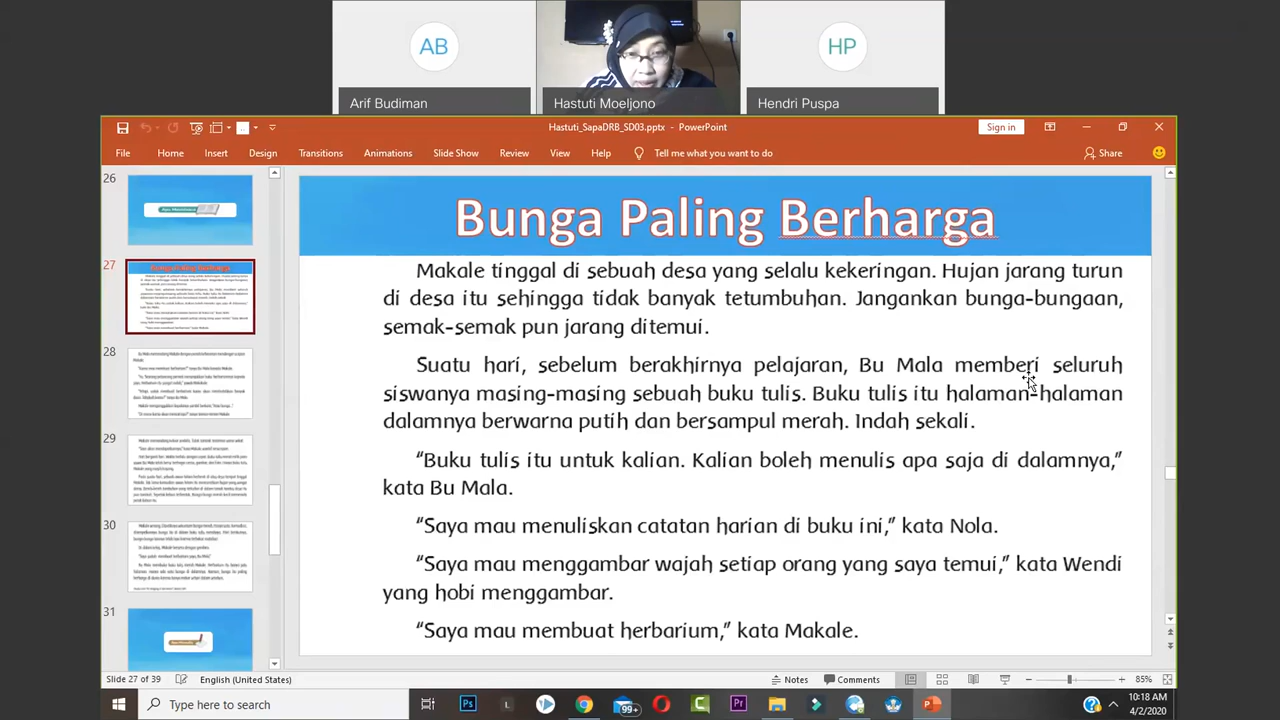 AB
HP
Arif Budiman
Hastuti Moeljono
Hendri Puspa
Hastuti_SapaDRB_SD03.pptx - PowerPoint
Sign in
File Home Insert Design Transitions Animations Slide Show Review View Help Tell me what you want to do Share
26
27
28
29
30
31
Bunga Paling Berharga
Makale tinggal di sebuah desa yang selalu kekeringan. Hujan jarang turun
di desa itu sehingga tidak banyak tetumbuhan. Jangankan bunga-bungaan,
semak-semak pun jarang ditemui.
Suatu hari, sebelum berakhirnya pelajaran, Bu Mala memberi seluruh
siswanya masing-masing sebuah buku tulis. Buku tulis itu halaman-halaman
dalamnya berwarna putih dan bersampul merah. Indah sekali.
“Buku tulis itu untuk kalian. Kalian boleh menulis apa saja di dalamnya,”
kata Bu Mala.
“Saya mau menuliskan catatan harian di buku ini,” kata Nola.
“Saya mau menggambar wajah setiap orang yang saya temui,” kata Wendi
yang hobi menggambar.
“Saya mau membuat herbarium,” kata Makale.
Slide 27 of 39 English (United States) Notes Comments 85%
Type here to search
99+
10:18 AM
4/2/2020